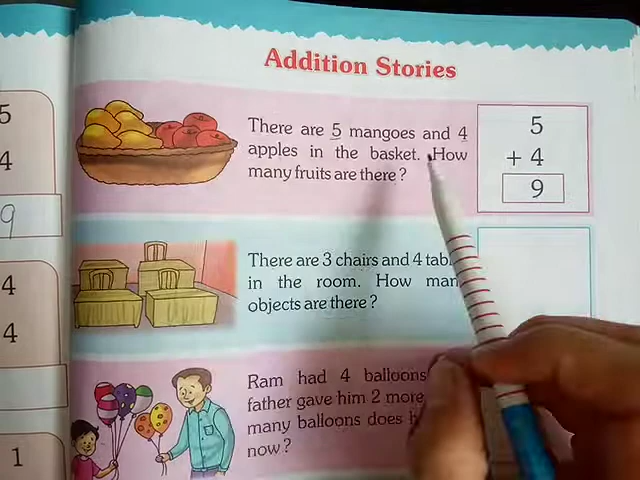 Addition Stories
There are 5 mangoes and 4
apples in the basket. How
many fruits are there?
5
+ 4
9
There are 3 chairs and 4
in the room. How
objects are there?
Ram had 4 balloons
father gave him 2 more
many balloons does
now?
5
4
9
4
4
1